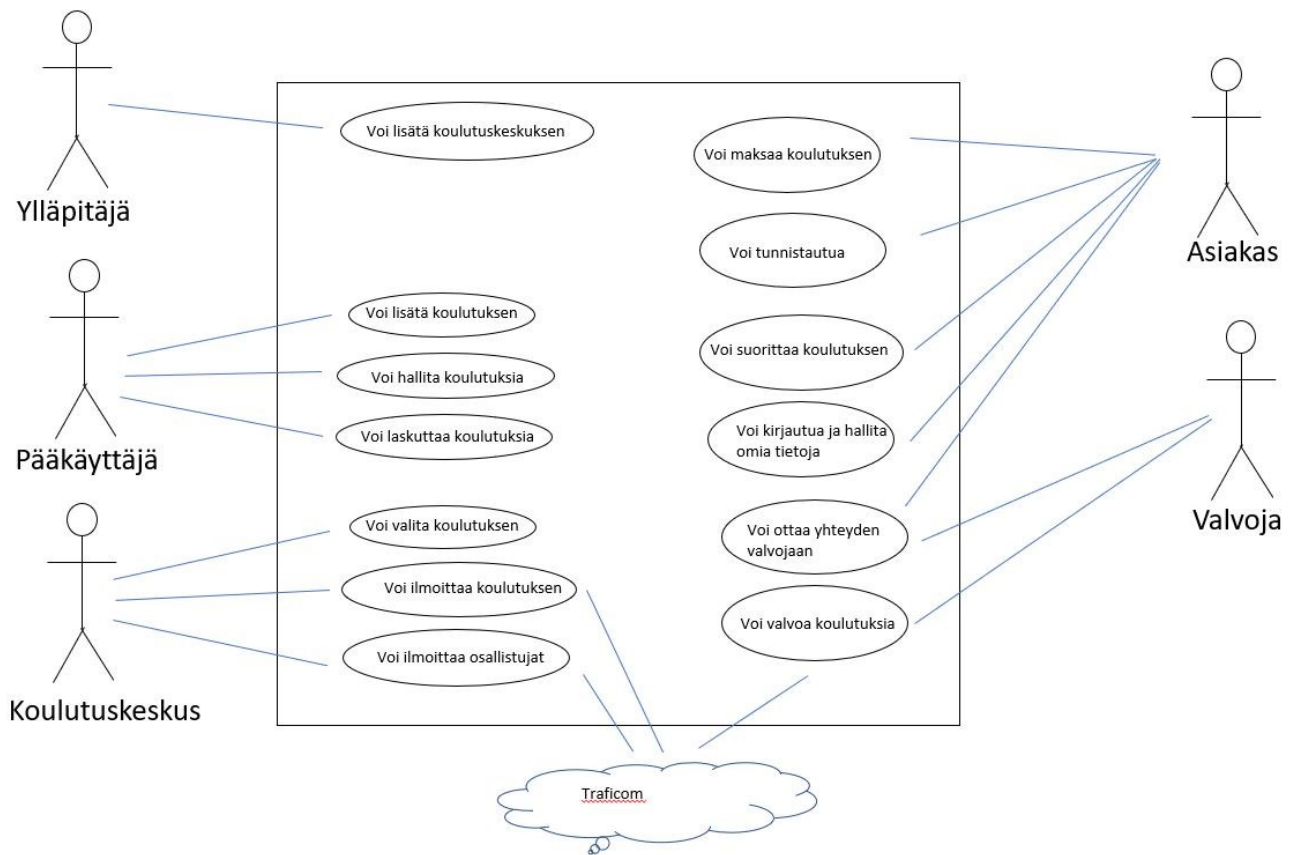 Ylläpitäjä
Pääkäyttäjä
Koulutuskeskus
Voi lisätä koulutuskeskuksen
Voi lisätä koulutuksen
Voi hallita koulutuksia
Voi laskuttaa koulutuksia
Voi valita koulutuksen
Voi ilmoittaa koulutuksen
Voi ilmoittaa osallistujat
Voi maksaa koulutuksen
Voi tunnistautua
Voi suorittaa koulutuksen
Voi kirjautua ja hallita
omia tietoja
Voi ottaa yhteyden
valvojaan
Voi valvoa koulutuksia
Asiakas
Valvoja
Traficom